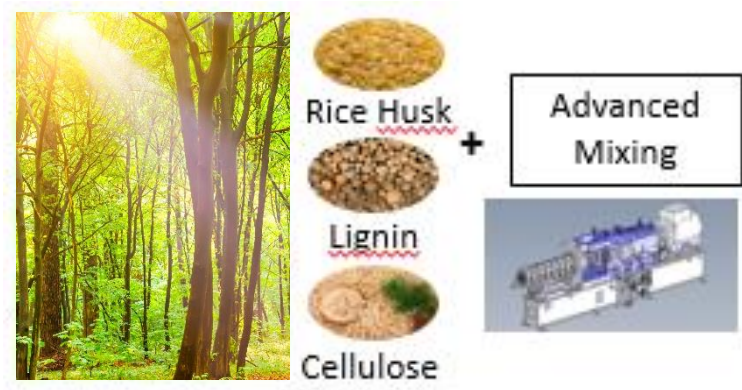 Rice Husk
+
Advanced
Mixing
Lignin
Cellulose